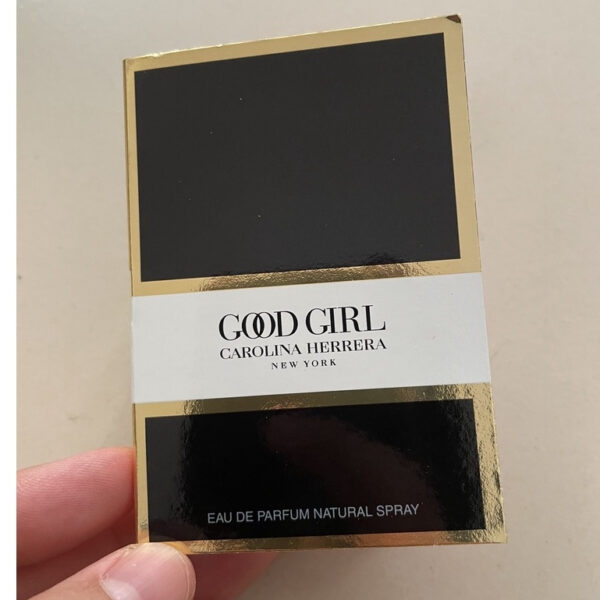 GOOD GIRL
CAROLINA HERRERA
NEW YORK
EAU DE PARFUM NATURAL SPRAY